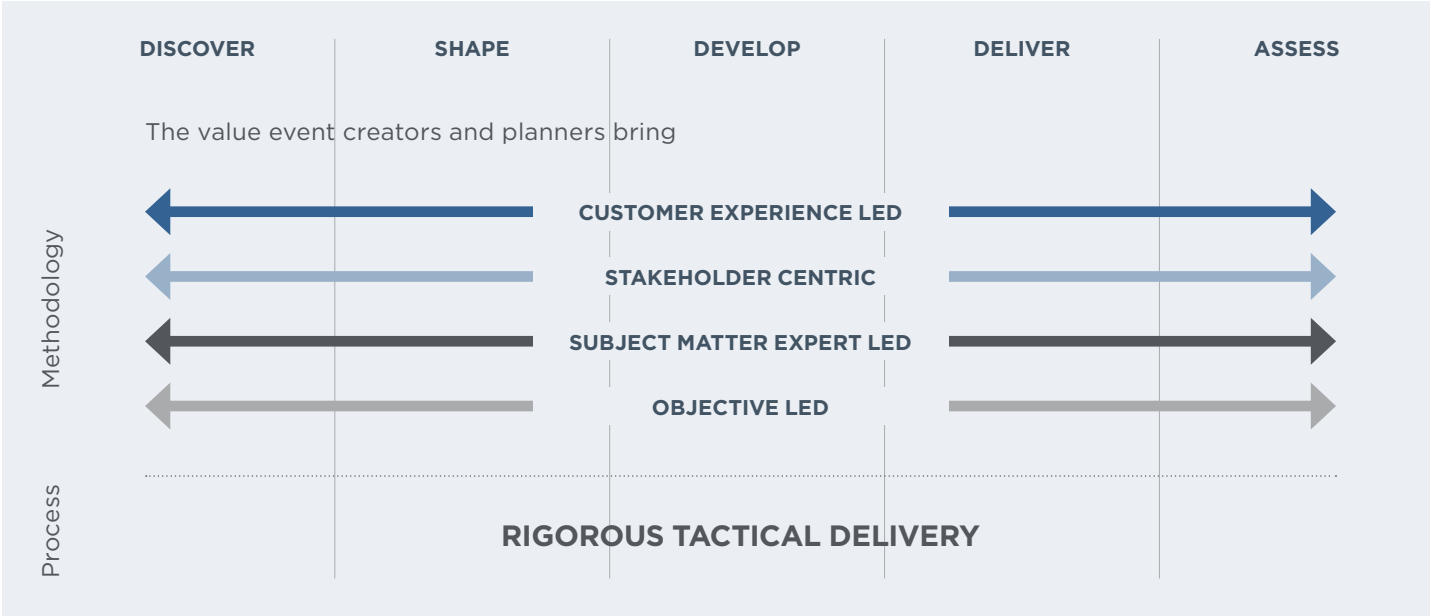 DISCOVER SHAPE DEVELOP DELIVER ASSESS
The value event creators and planners bring
Methodology
CUSTOMER EXPERIENCE LED
STAKEHOLDER CENTRIC
SUBJECT MATTER EXPERT LED
OBJECTIVE LED
Process
RIGOROUS TACTICAL DELIVERY